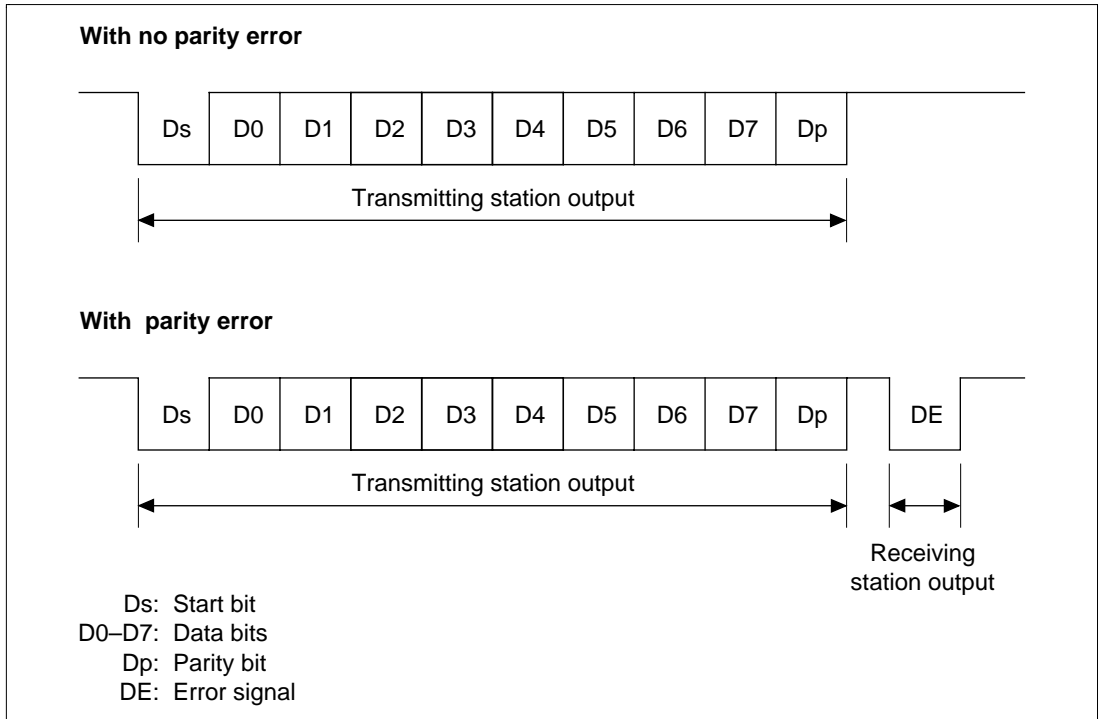 With no parity error
Ds D0 D1 D2 D3 D4 D5 D6 D7 Dp
Transmitting station output
With parity error
Ds D0 D1 D2 D3 D4 D5 D6 D7 Dp DE
Transmitting station output
Receiving
station output
Ds: Start bit
D0–D7: Data bits
Dp: Parity bit
DE: Error signal